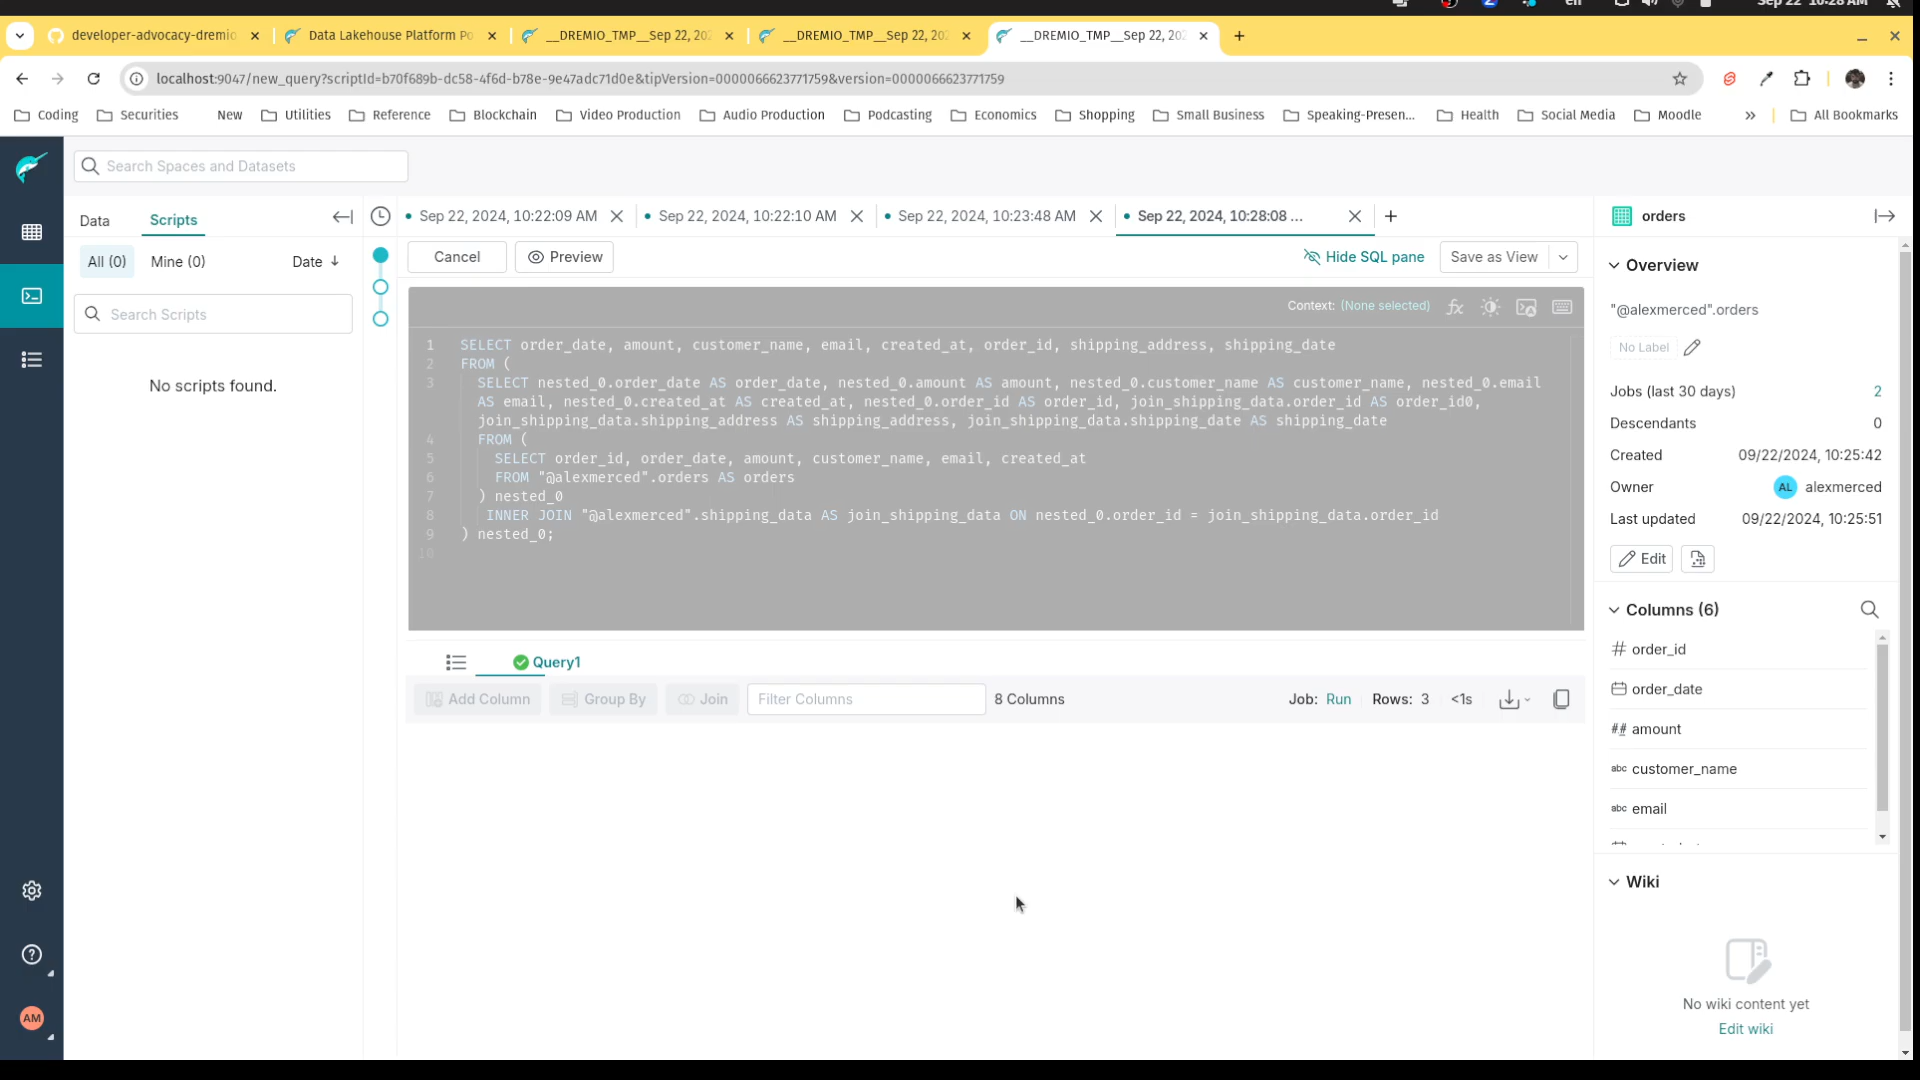 en
Sep 22 10:28 AM
developer-advocacy-dremio
Data Lakehouse Platform Po
__DREMIO_TMP__Sep 22, 202
__DREMIO_TMP__Sep 22, 202
__DREMIO_TMP__Sep 22, 202
localhost:9047/new_query?scriptId=b70f689b-dc58-4f6d-b78e-9e47adc71d0e&tipVersion=0000066623771759&version=0000066623771759
Coding
Securities
New
Utilities
Reference
Blockchain
Video Production
Audio Production
Podcasting
Economics
Shopping
Small Business
Speaking-Presen...
Health
Social Media
Moodle
»
All Bookmarks
Search Spaces and Datasets
Data
Scripts
All (0)
Mine (0)
Date ↓
Search Scripts
No scripts found.
AM
Sep 22, 2024, 10:22:09 AM
Sep 22, 2024, 10:22:10 AM
Sep 22, 2024, 10:23:48 AM
Sep 22, 2024, 10:28:08 ...
Cancel
Preview
Hide SQL pane
Save as View
Context: (None selected)
fx
1 SELECT order_date, amount, customer_name, email, created_at, order_id, shipping_address, shipping_date
2 FROM (
3 SELECT nested_0.order_date AS order_date, nested_0.amount AS amount, nested_0.customer_name AS customer_name, nested_0.email
AS email, nested_0.created_at AS created_at, nested_0.order_id AS order_id, join_shipping_data.order_id AS order_id0,
join_shipping_data.shipping_address AS shipping_address, join_shipping_data.shipping_date AS shipping_date
4 FROM (
5 SELECT order_id, order_date, amount, customer_name, email, created_at
6 FROM "@alexmerced".orders AS orders
7 ) nested_0
8 INNER JOIN "@alexmerced".shipping_data AS join_shipping_data ON nested_0.order_id = join_shipping_data.order_id
9 ) nested_0;
10
Query1
Add Column
Group By
Join
Filter Columns
8 Columns
Job: Run
Rows: 3
<1s
orders
Overview
"@alexmerced".orders
No Label
Jobs (last 30 days) 2
Descendants 0
Created 09/22/2024, 10:25:42
Owner AL alexmerced
Last updated 09/22/2024, 10:25:51
Edit
Columns (6)
# order_id
order_date
## amount
abc customer_name
abc email
Wiki
No wiki content yet
Edit wiki